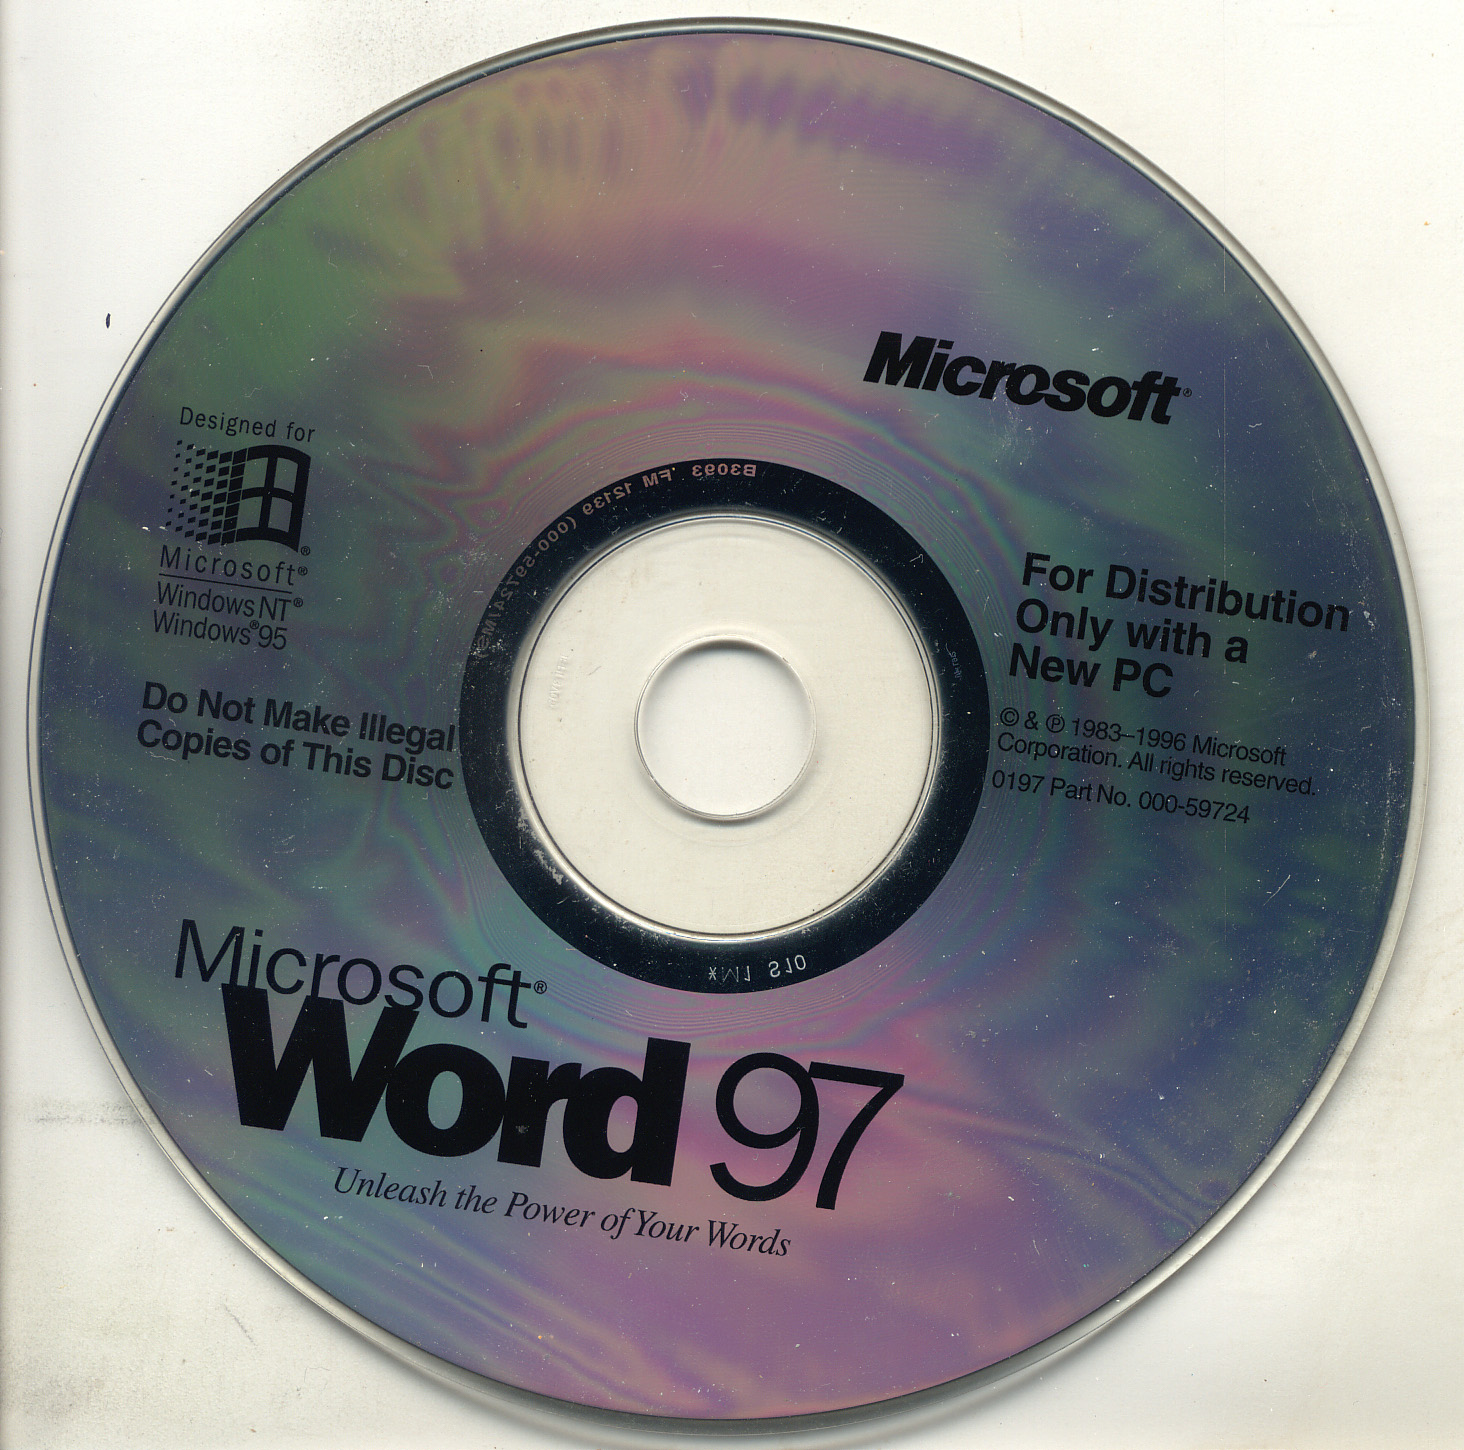 Microsoft®
Designed for
Microsoft®
Windows NT®
Windows®95
For Distribution
Only with a
New PC
Do Not Make Illegal
Copies of This Disc
© & ℗ 1983–1996 Microsoft
Corporation. All rights reserved.
0197 Part No. 000-59724
B3093 FM 12139 (000-59724)
1M1 S10
Microsoft®
Word 97
Unleash the Power of Your Words